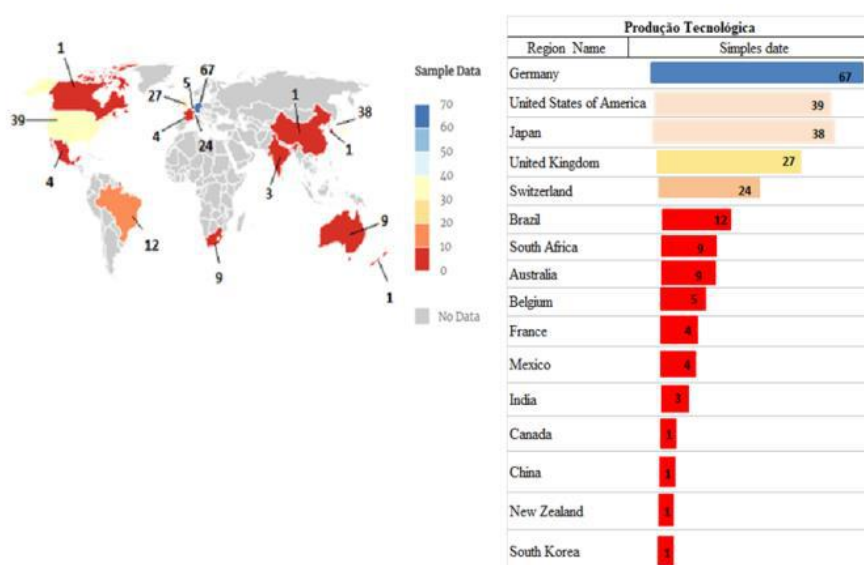 1
67
5
27
1
38
39
4
24
1
4
3
12
9
9
1
Sample Data
70
60
50
40
30
20
10
0
No Data
Produção Tecnológica
Region Name Simples date
Germany 67
United States of America 39
Japan 38
United Kingdom 27
Switzerland 24
Brazil 12
South Africa 9
Australia 9
Belgium 5
France 4
Mexico 4
India 3
Canada 1
China 1
New Zealand 1
South Korea 1